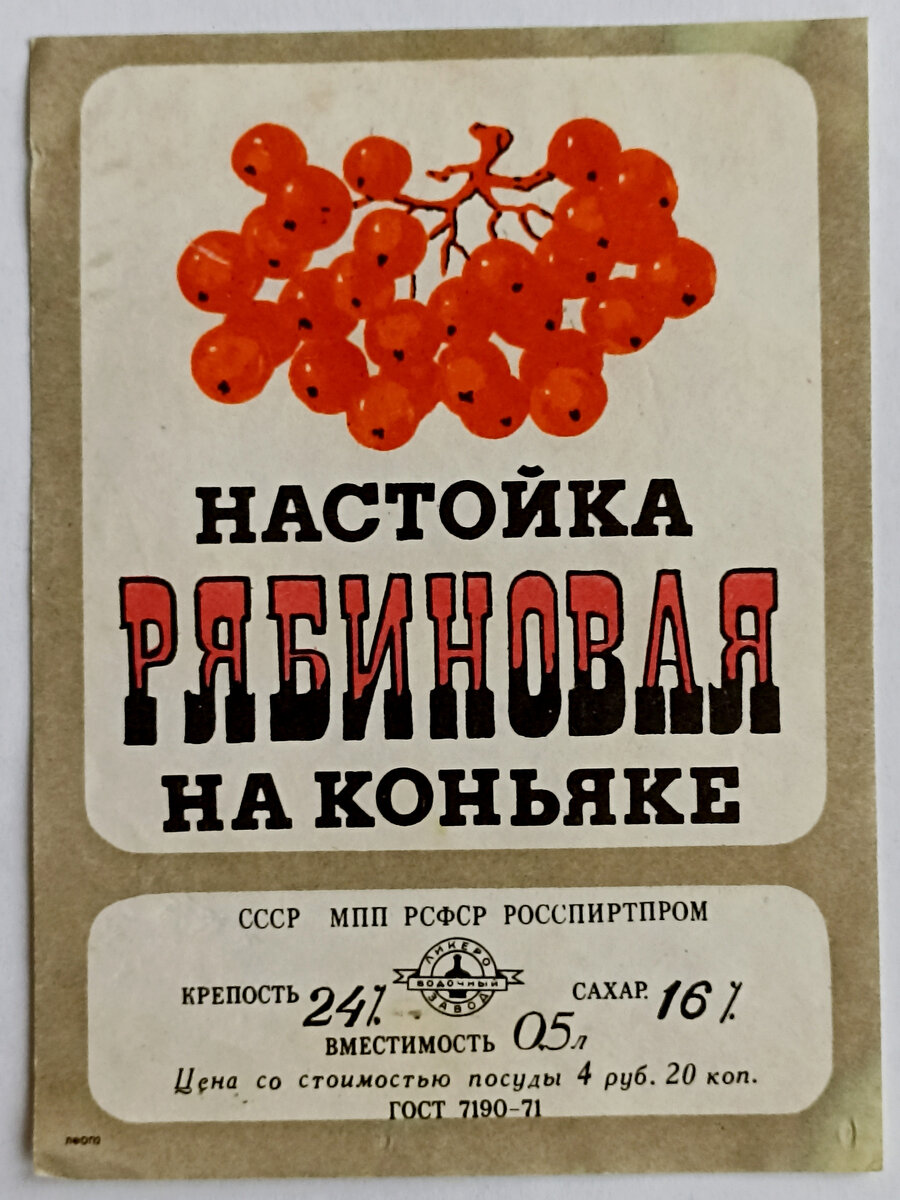 НАСТОЙКА
РЯБИНОВАЯ
НА КОНЬЯКЕ
СССР МПП РСФСР РОССПИРТПРОМ
ЛИКЕРО
ВОДОЧНЫЙ
ЗАВОД
КРЕПОСТЬ 24% САХАР. 16%
ВМЕСТИМОСТЬ 0,5 л
Цена со стоимостью посуды 4 руб. 20 коп.
ГОСТ 7190-71